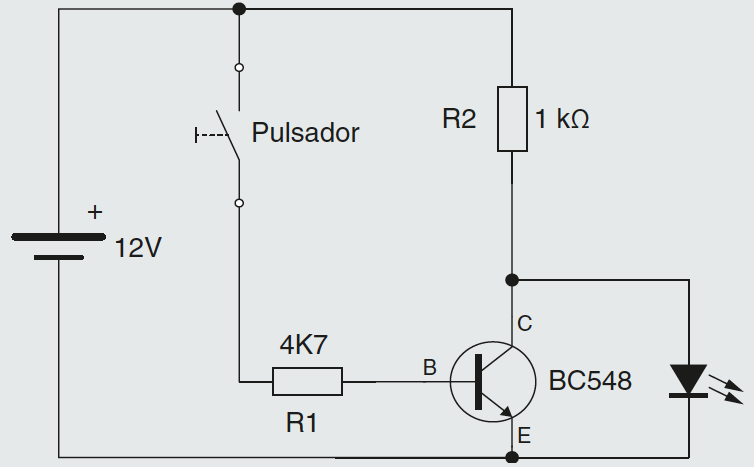 Pulsador
R2
1 kΩ
+
12V
C
4K7
B
BC548
R1
E